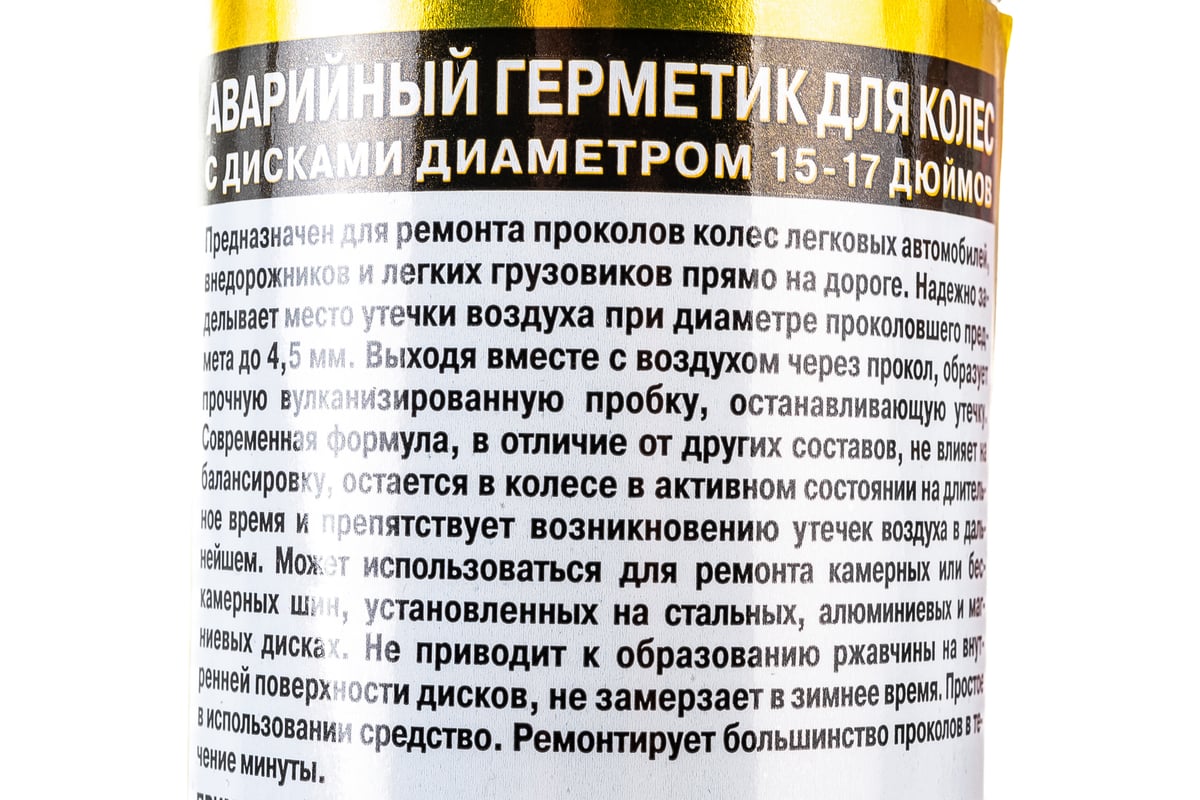 АВАРИЙНЫЙ ГЕРМЕТИК ДЛЯ КОЛЕС
С ДИСКАМИ ДИАМЕТРОМ 15-17 ДЮЙМОВ
Предназначен для ремонта проколов колес легковых автомобилей,
внедорожников и легких грузовиков прямо на дороге. Надежно за-
делывает место утечки воздуха при диаметре проколовшего пред-
мета до 4,5 мм. Выходя вместе с воздухом через прокол, образует
прочную вулканизированную пробку, останавливающую утечку.
Современная формула, в отличие от других составов, не влияет на
балансировку, остается в колесе в активном состоянии на длитель-
ное время и препятствует возникновению утечек воздуха в даль-
нейшем. Может использоваться для ремонта камерных или бес-
камерных шин, установленных на стальных, алюминиевых и маг-
ниевых дисках. Не приводит к образованию ржавчины на внут-
ренней поверхности дисков, не замерзает в зимнее время. Простое
в использовании средство. Ремонтирует большинство проколов в те-
чение минуты.